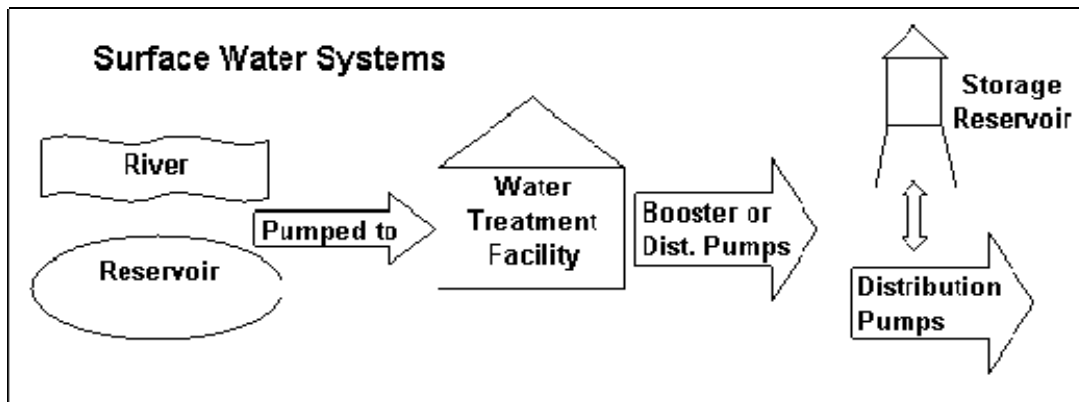 Surface Water Systems
River
Reservoir
Pumped to
Water
Treatment
Facility
Booster or
Dist. Pumps
Storage
Reservoir
Distribution
Pumps